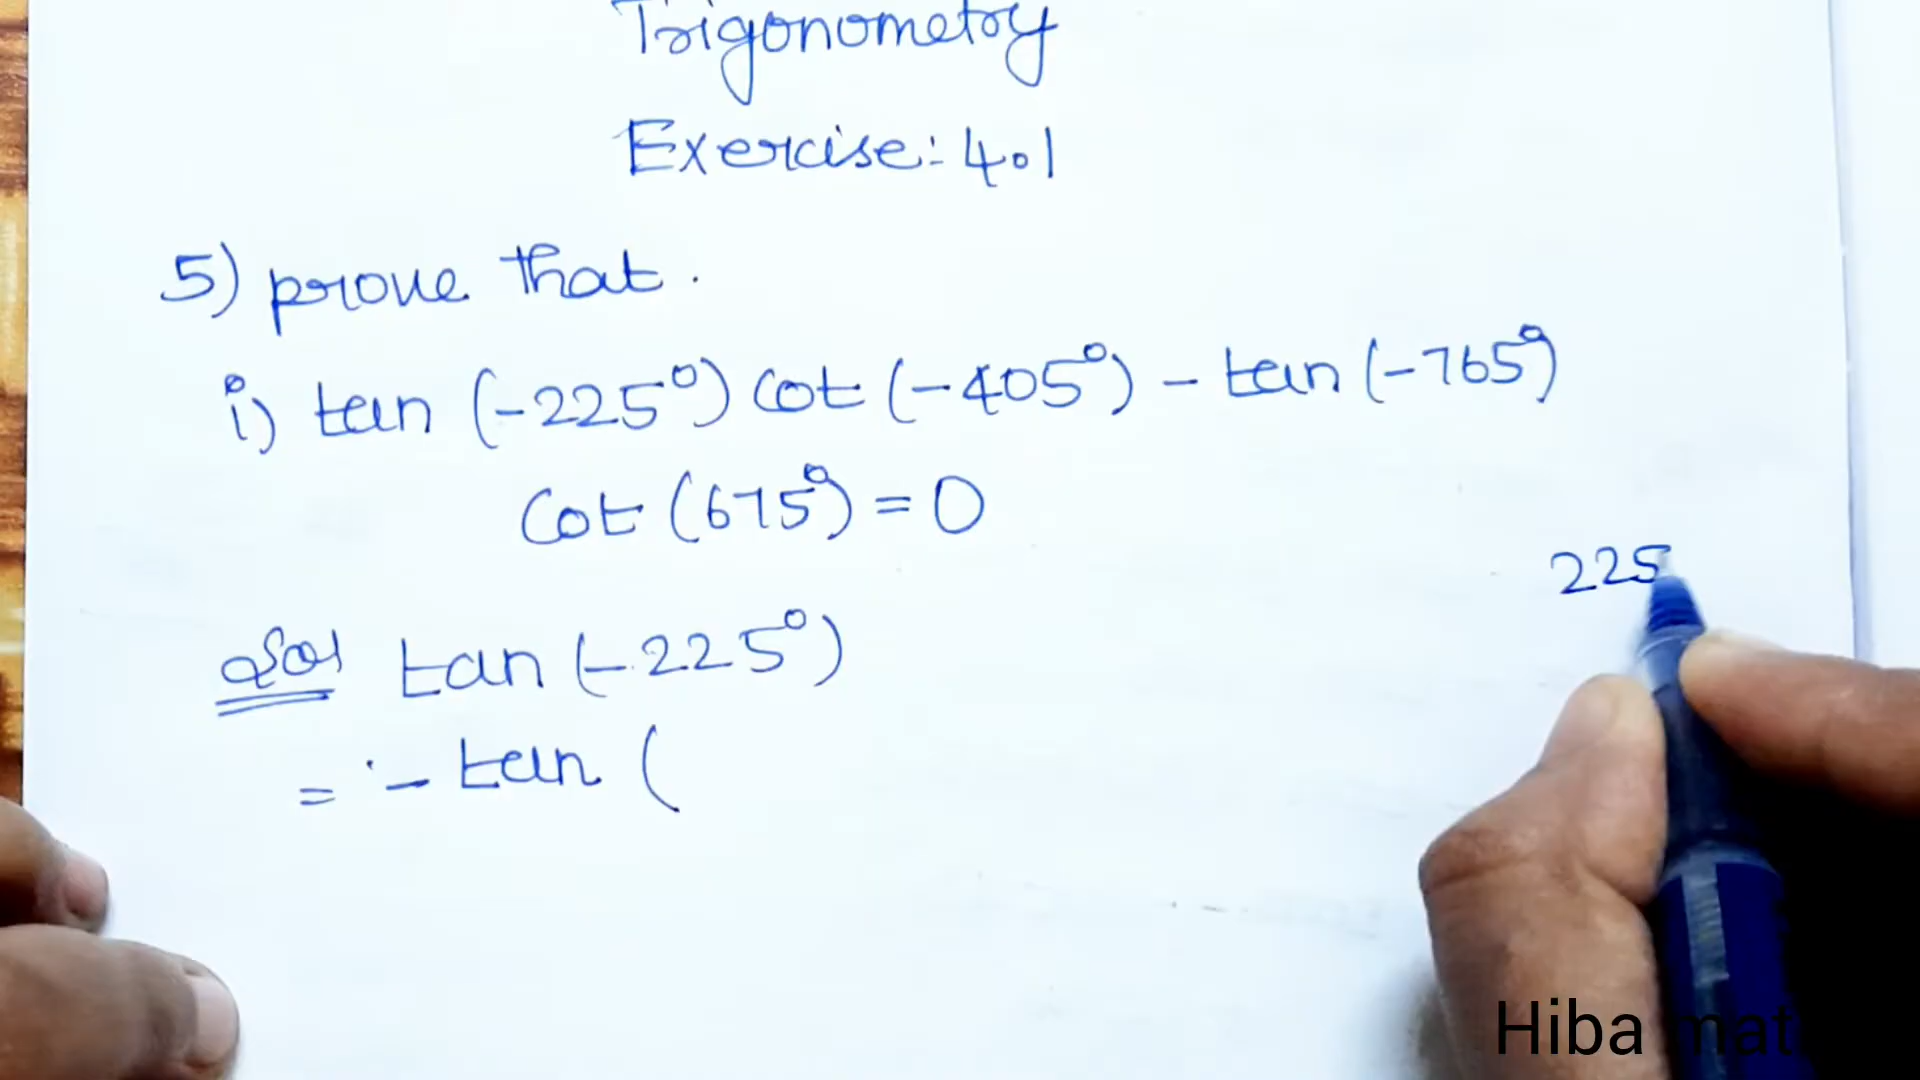 Trigonometry
Exercise: 4.1
5) prove that.
i) tan (-225°) cot (-405°) - tan (-765°)
cot (675°) = 0
225
Sol tan (-225°)
= - tan (
Hiba mat